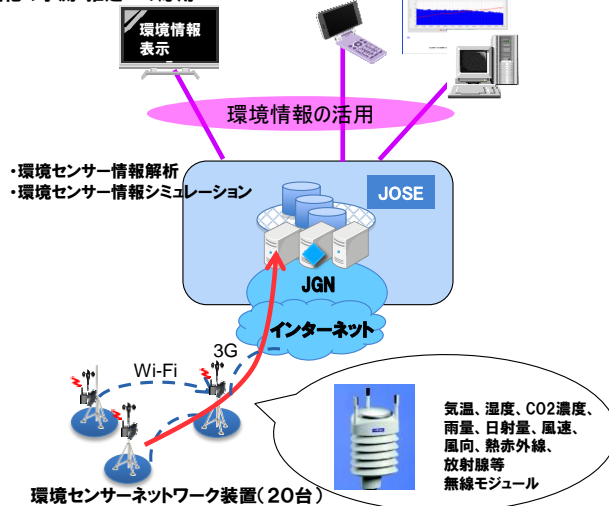 環境情報
表示
環境情報の活用
・環境センサー情報解析
・環境センサー情報シミュレーション
JOSE
JGN
インターネット
3G
Wi-Fi
気温、湿度、CO2濃度、
雨量、日射量、風速、
風向、熱赤外線、
放射線等
無線モジュール
環境センサーネットワーク装置(20台)